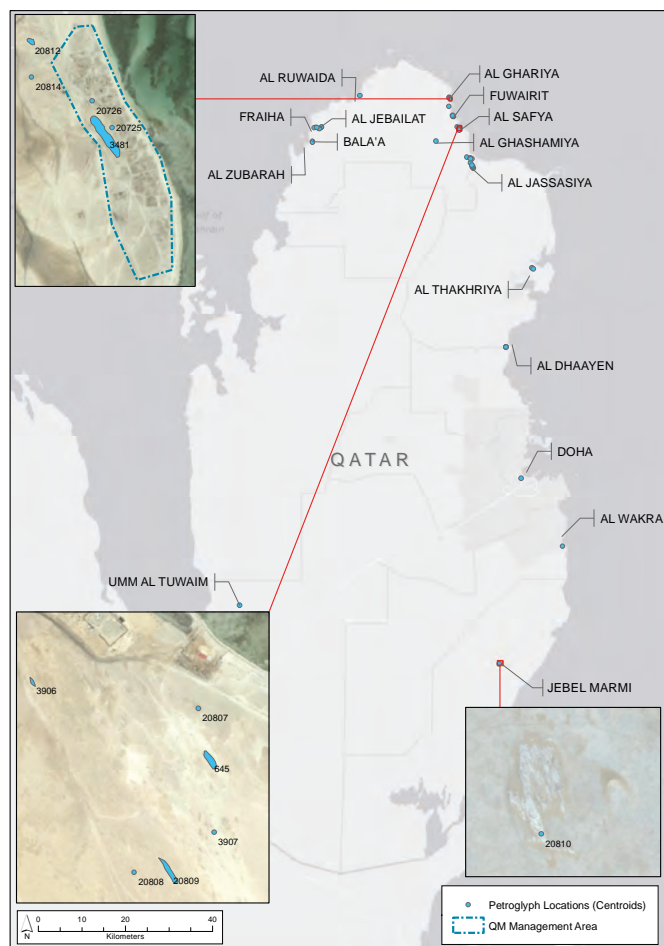 20812
20814
20726
20725
3481
AL RUWAIDA
AL GHARIYA
FUWAIRIT
FRAIHA
AL JEBAILAT
AL SAFYA
BALA'A
AL GHASHAMIYA
AL ZUBARAH
AL JASSASIYA
AL THAKHRIYA
AL DHAAYEN
QATAR
DOHA
AL WAKRA
UMM AL TUWAIM
JEBEL MARMI
3906
20807
645
3907
20808
20809
20810
N
0 10 20 40
Kilometers
Petroglyph Locations (Centroids)
QM Management Area